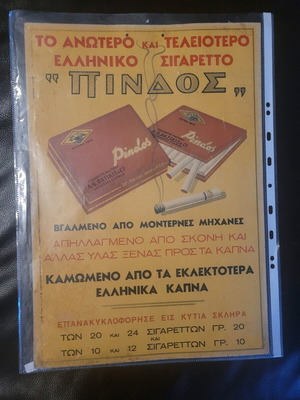 ΤΟ ΑΝΩΤΕΡΟ ΚΑΙ ΤΕΛΕΙΟΤΕΡΟ
ΕΛΛΗΝΙΚΟ ΣΙΓΑΡΕΤΤΟ
"ΠΙΝΔΟΣ"
Pindos
Pindos
ΒΓΑΛΜΕΝΟ ΑΠΟ ΜΟΝΤΕΡΝΕΣ ΜΗΧΑΝΕΣ
ΑΠΗΛΛΑΓΜΕΝΟ ΑΠΟ ΣΚΟΝΗ ΚΑΙ
ΑΛΛΑΣ ΥΛΑΣ ΞΕΝΑΣ ΠΡΟΣ ΤΑ ΚΑΠΝΑ
ΚΑΜΩΜΕΝΟ ΑΠΟ ΤΑ ΕΚΛΕΚΤΟΤΕΡΑ
ΕΛΛΗΝΙΚΑ ΚΑΠΝΑ
ΕΠΑΝΑΚΥΚΛΟΦΟΡΗΣΕ ΕΙΣ ΚΥΤΙΑ ΣΚΛΗΡΑ
ΤΩΝ 20 ΚΑΙ 24 ΣΙΓΑΡΕΤΤΩΝ ΓΡ. 20
ΚΑΙ
ΤΩΝ 10 ΚΑΙ 12 ΣΙΓΑΡΕΤΤΩΝ ΓΡ. 10